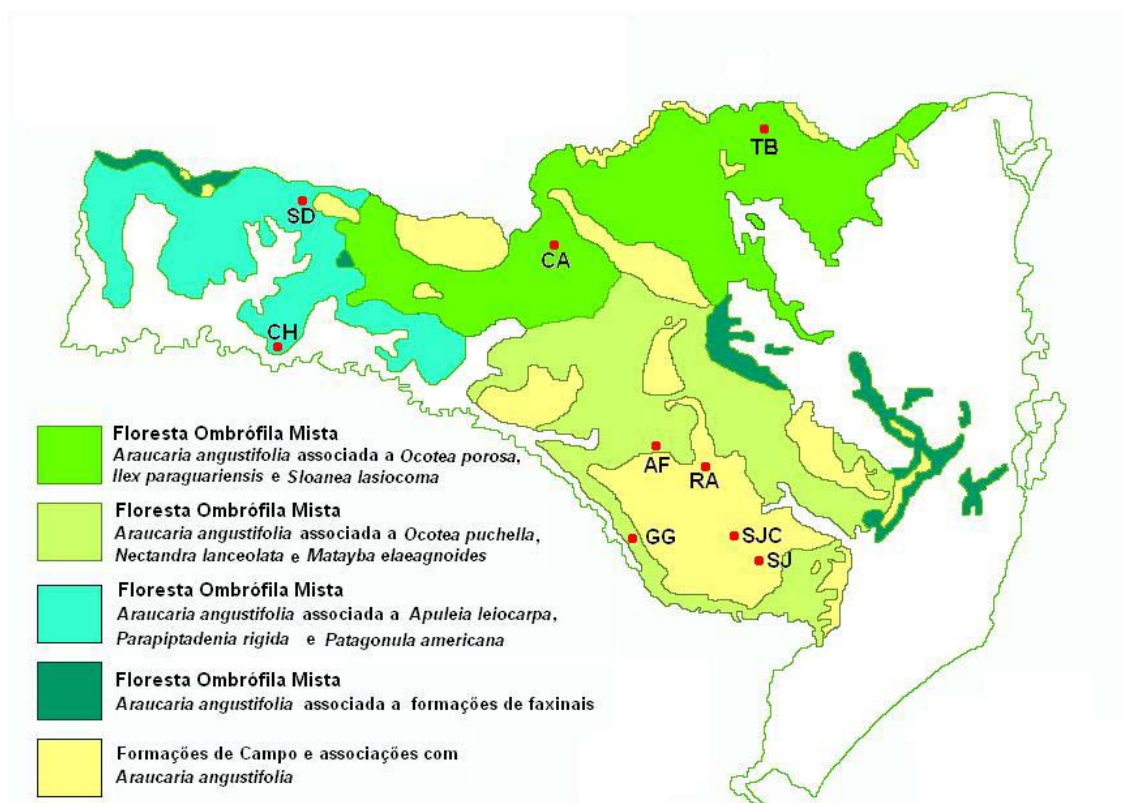 TB
SD
CA
CH
AF
RA
GG
SJC
SJ
Floresta Ombrófila Mista
Araucaria angustifolia associada a Ocotea porosa,
Ilex paraguariensis e Sloanea lasiocoma
Floresta Ombrófila Mista
Araucaria angustifolia associada a Ocotea puchella,
Nectandra lanceolata e Matayba elaeagnoides
Floresta Ombrófila Mista
Araucaria angustifolia associada a Apuleia leiocarpa,
Parapiptadenia rigida e Patagonula americana
Floresta Ombrófila Mista
Araucaria angustifolia associada a formações de faxinais
Formações de Campo e associações com
Araucaria angustifolia